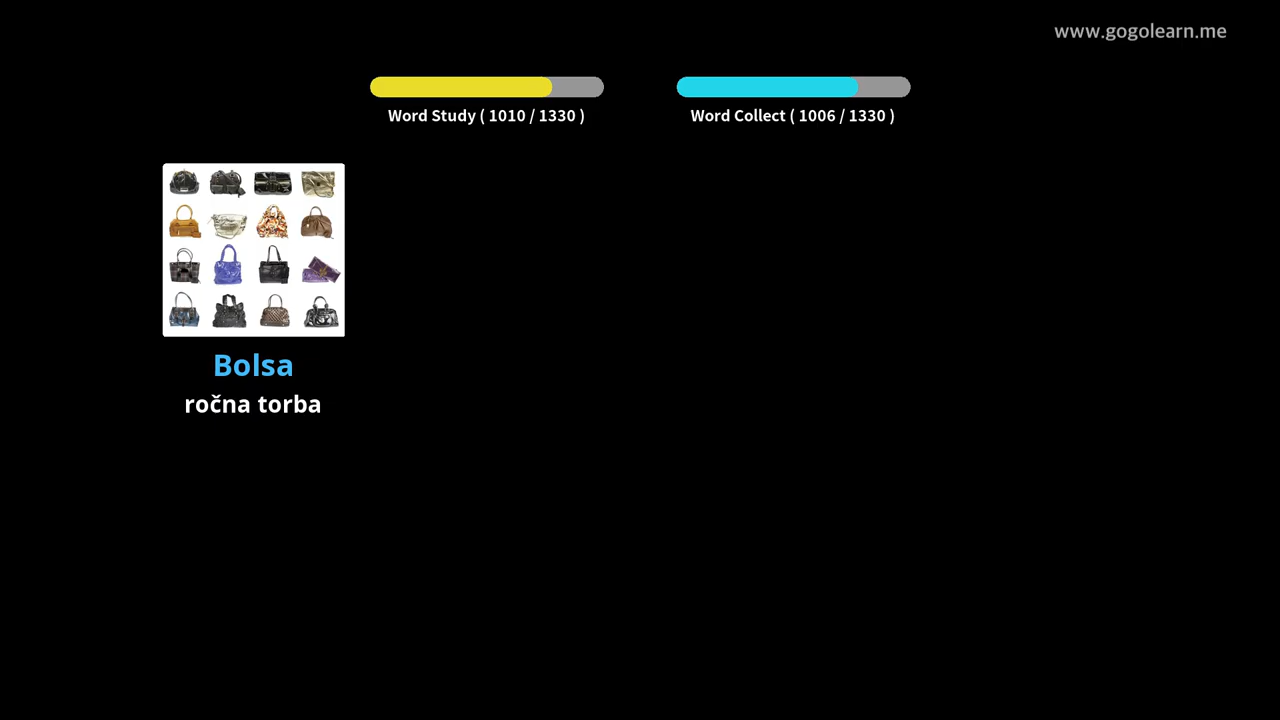 www.gogolearn.me
Word Study ( 1010 / 1330 )
Word Collect ( 1006 / 1330 )
Bolsa
ročna torba